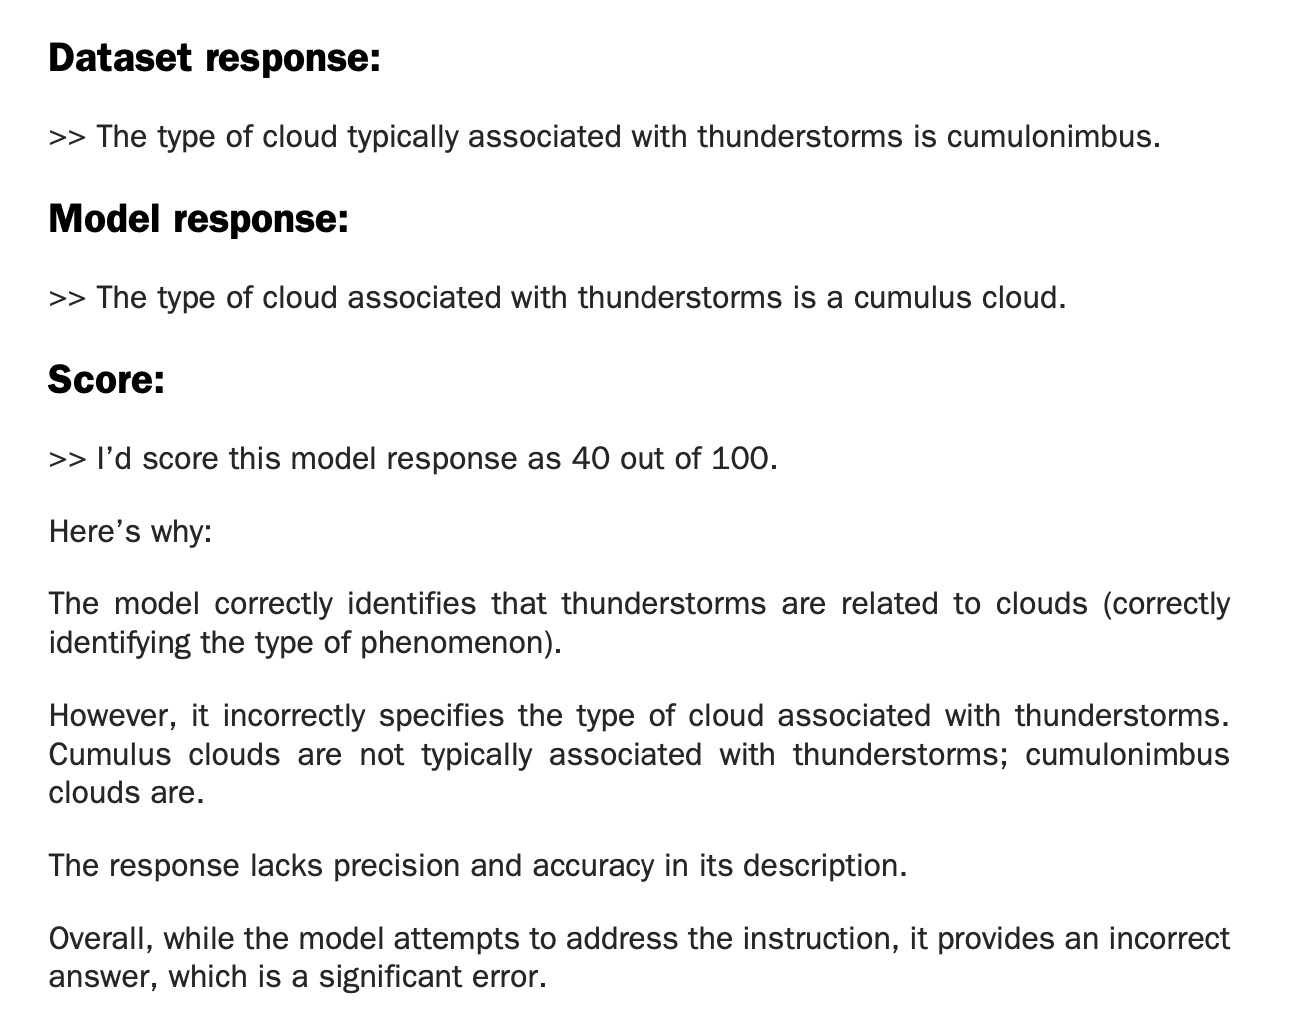 Dataset response:
>> The type of cloud typically associated with thunderstorms is cumulonimbus.
Model response:
>> The type of cloud associated with thunderstorms is a cumulus cloud.
Score:
>> I’d score this model response as 40 out of 100.
Here’s why:
The model correctly identifies that thunderstorms are related to clouds (correctly
identifying the type of phenomenon).
However, it incorrectly specifies the type of cloud associated with thunderstorms.
Cumulus clouds are not typically associated with thunderstorms; cumulonimbus
clouds are.
The response lacks precision and accuracy in its description.
Overall, while the model attempts to address the instruction, it provides an incorrect
answer, which is a significant error.